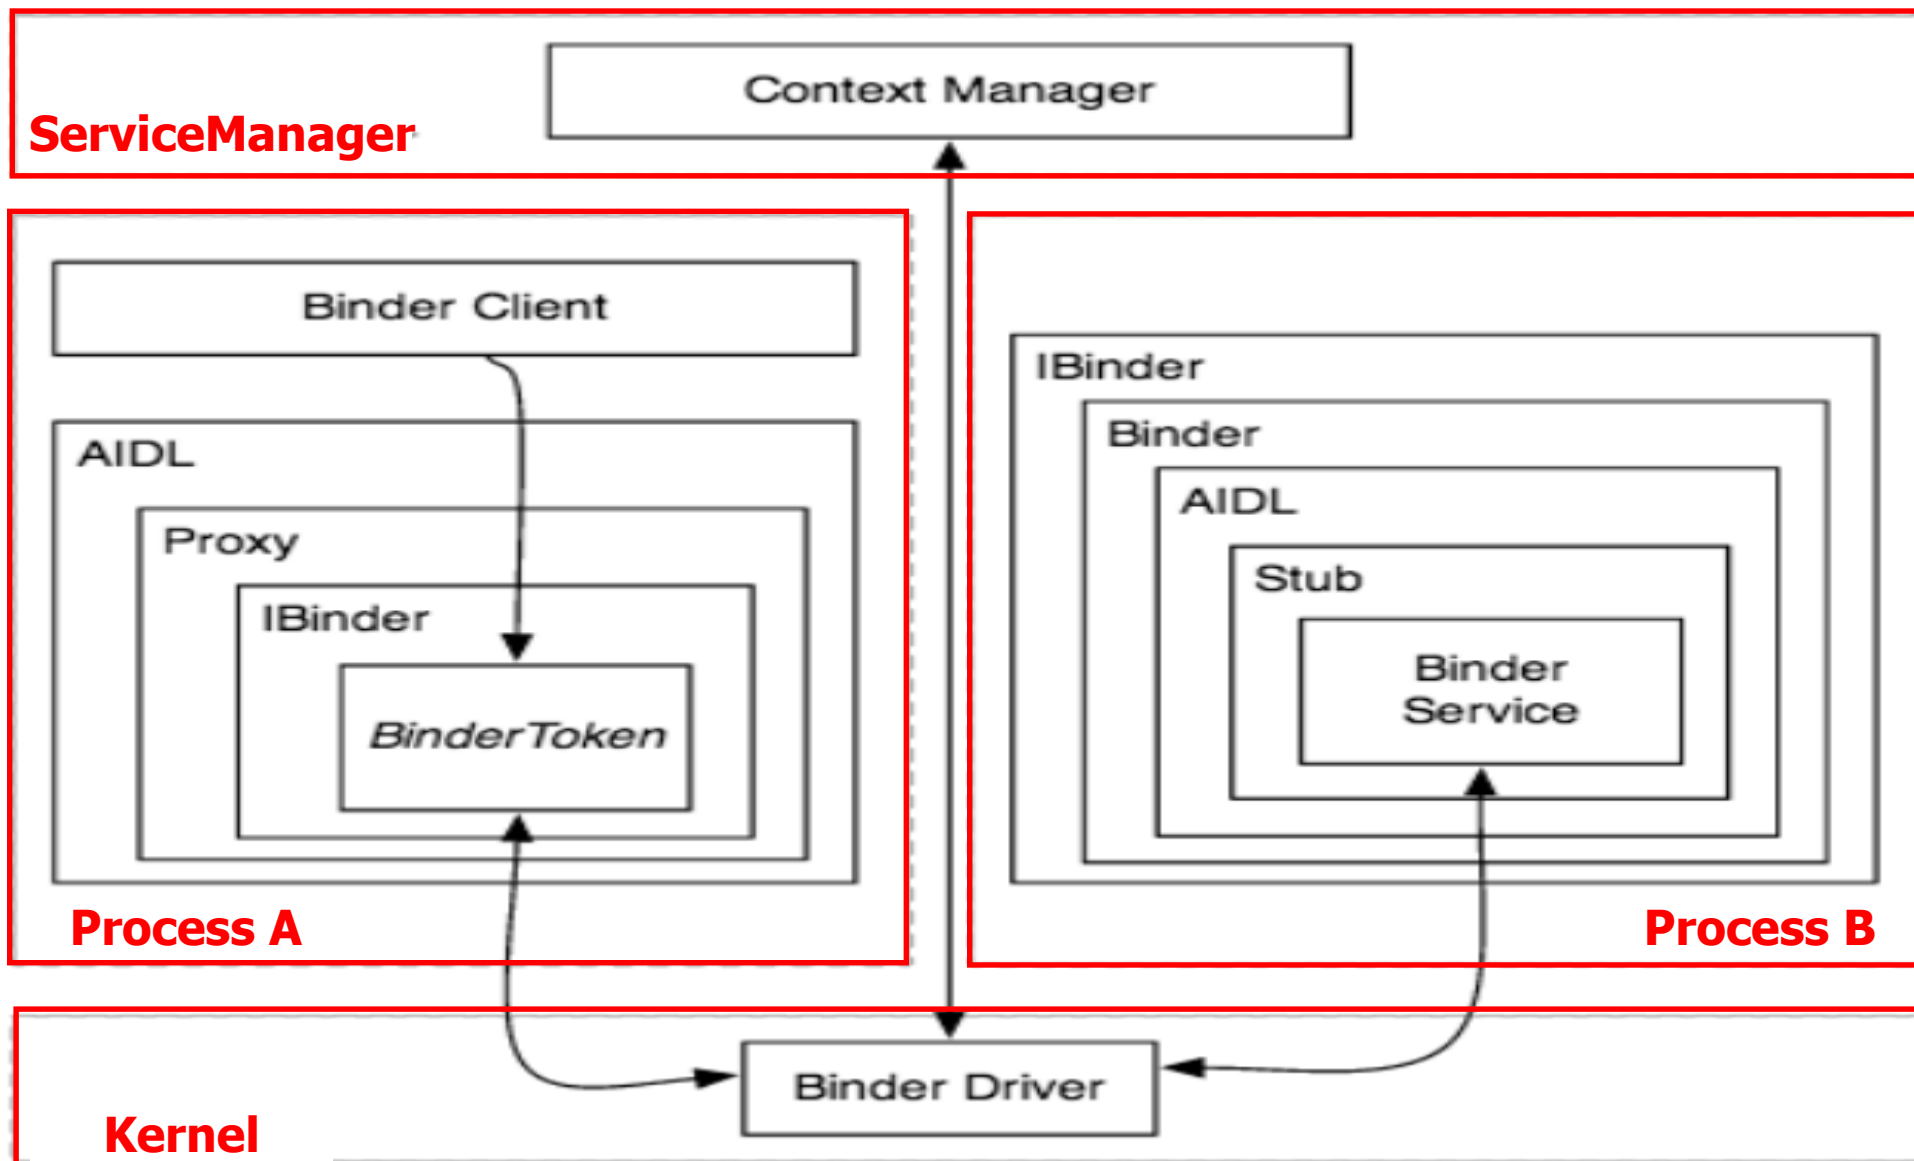 Context Manager
ServiceManager
Binder Client
AIDL
Proxy
IBinder
BinderToken
Process A
IBinder
Binder
AIDL
Stub
Binder
Service
Process B
Binder Driver
Kernel